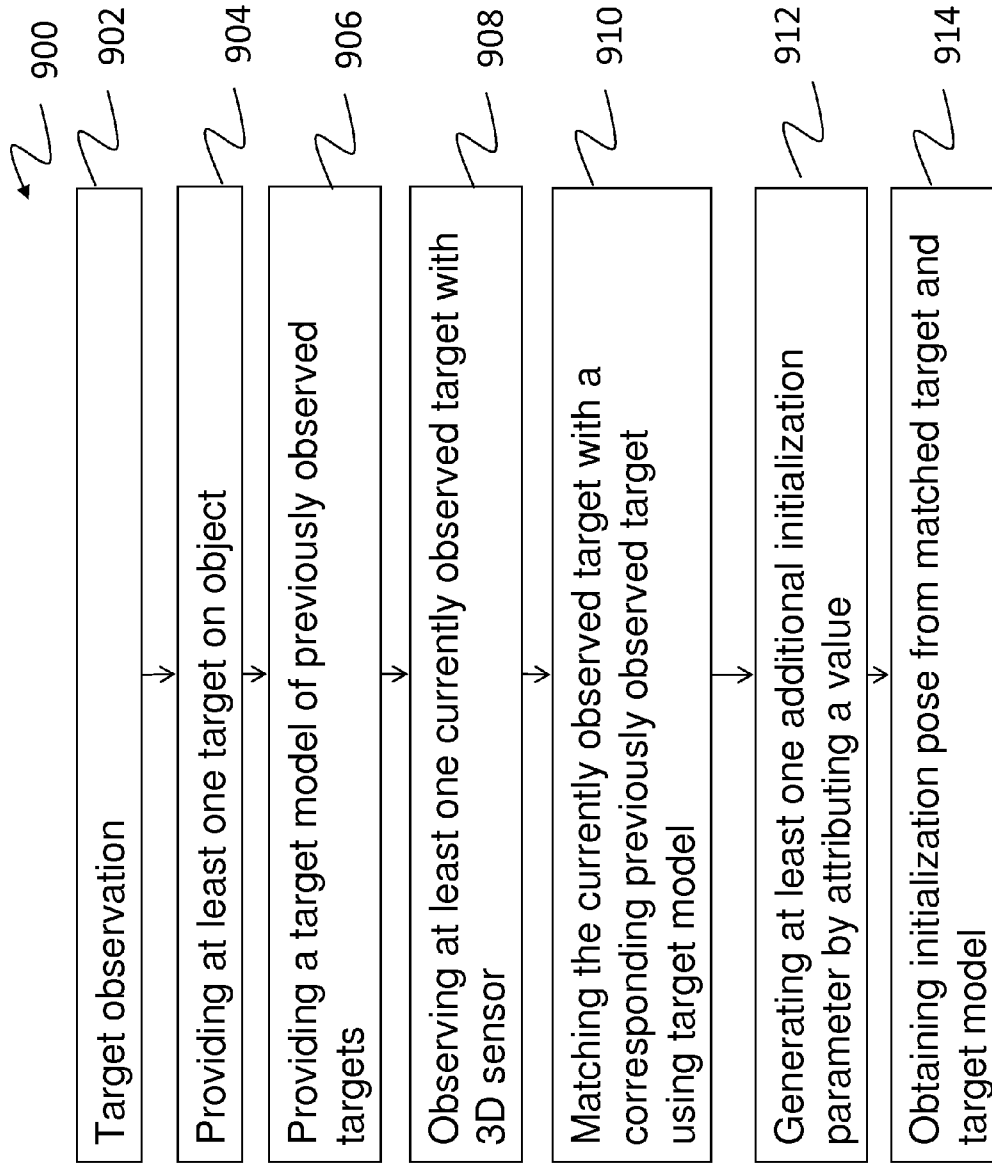 900
Target observation
902
Providing at least one target on object
904
Providing a target model of previously observed
targets
906
Observing at least one currently observed target with
3D sensor
908
Matching the currently observed target with a
corresponding previously observed target
using target model
910
Generating at least one additional initialization
parameter by attributing a value
912
Obtaining initialization pose from matched target and
target model
914